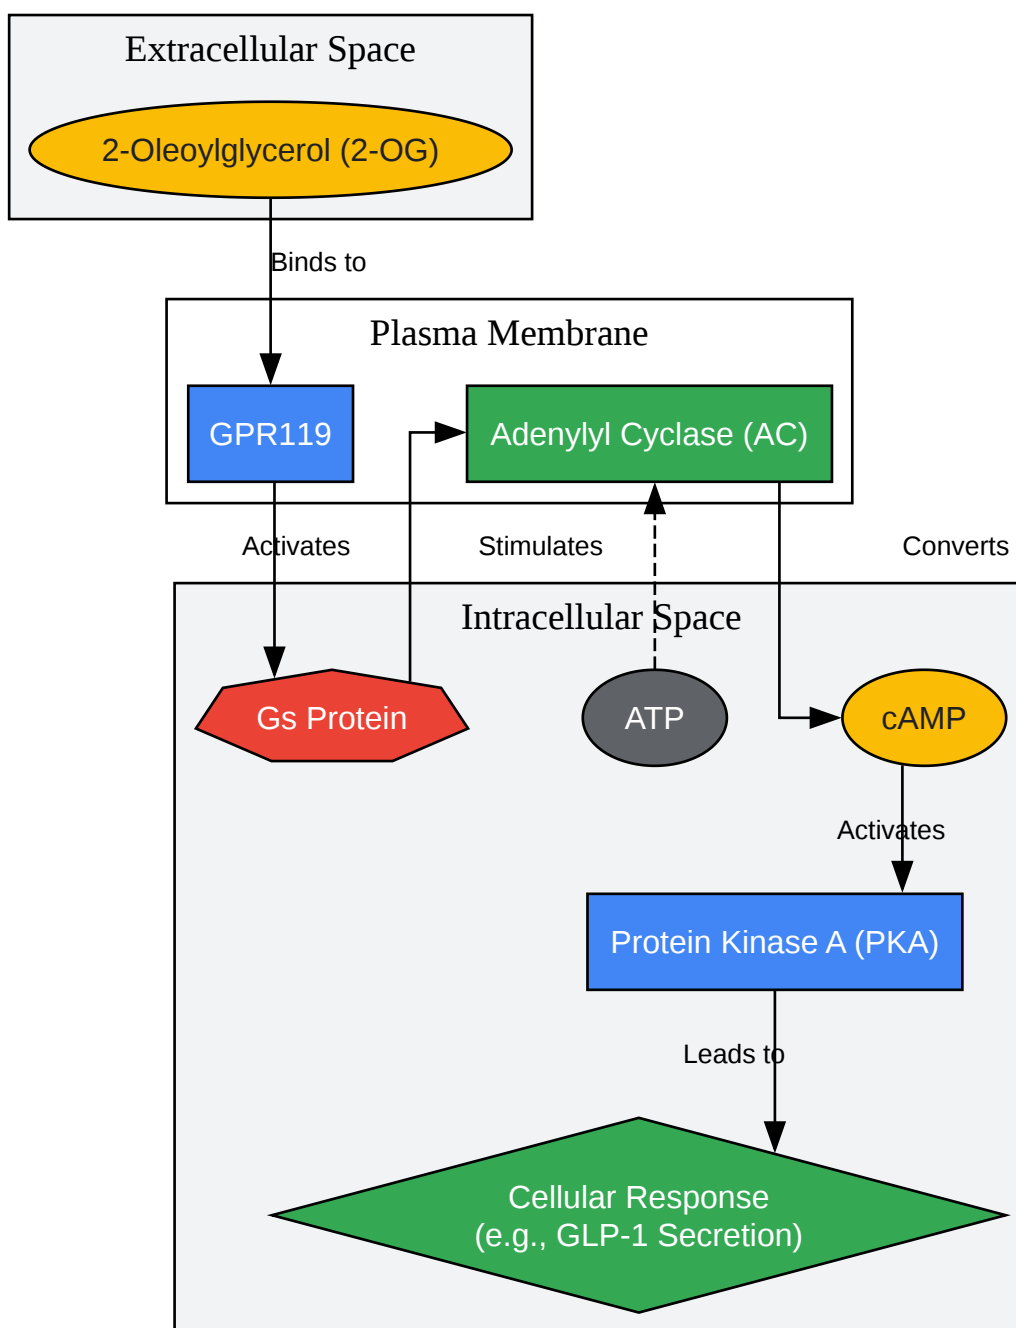 Extracellular Space
2-Oleoylglycerol (2-OG)
Binds to
Plasma Membrane
GPR119
Adenylyl Cyclase (AC)
Activates
Stimulates
Converts
Intracellular Space
Gs Protein
ATP
cAMP
Activates
Protein Kinase A (PKA)
Leads to
Cellular Response
(e.g., GLP-1 Secretion)